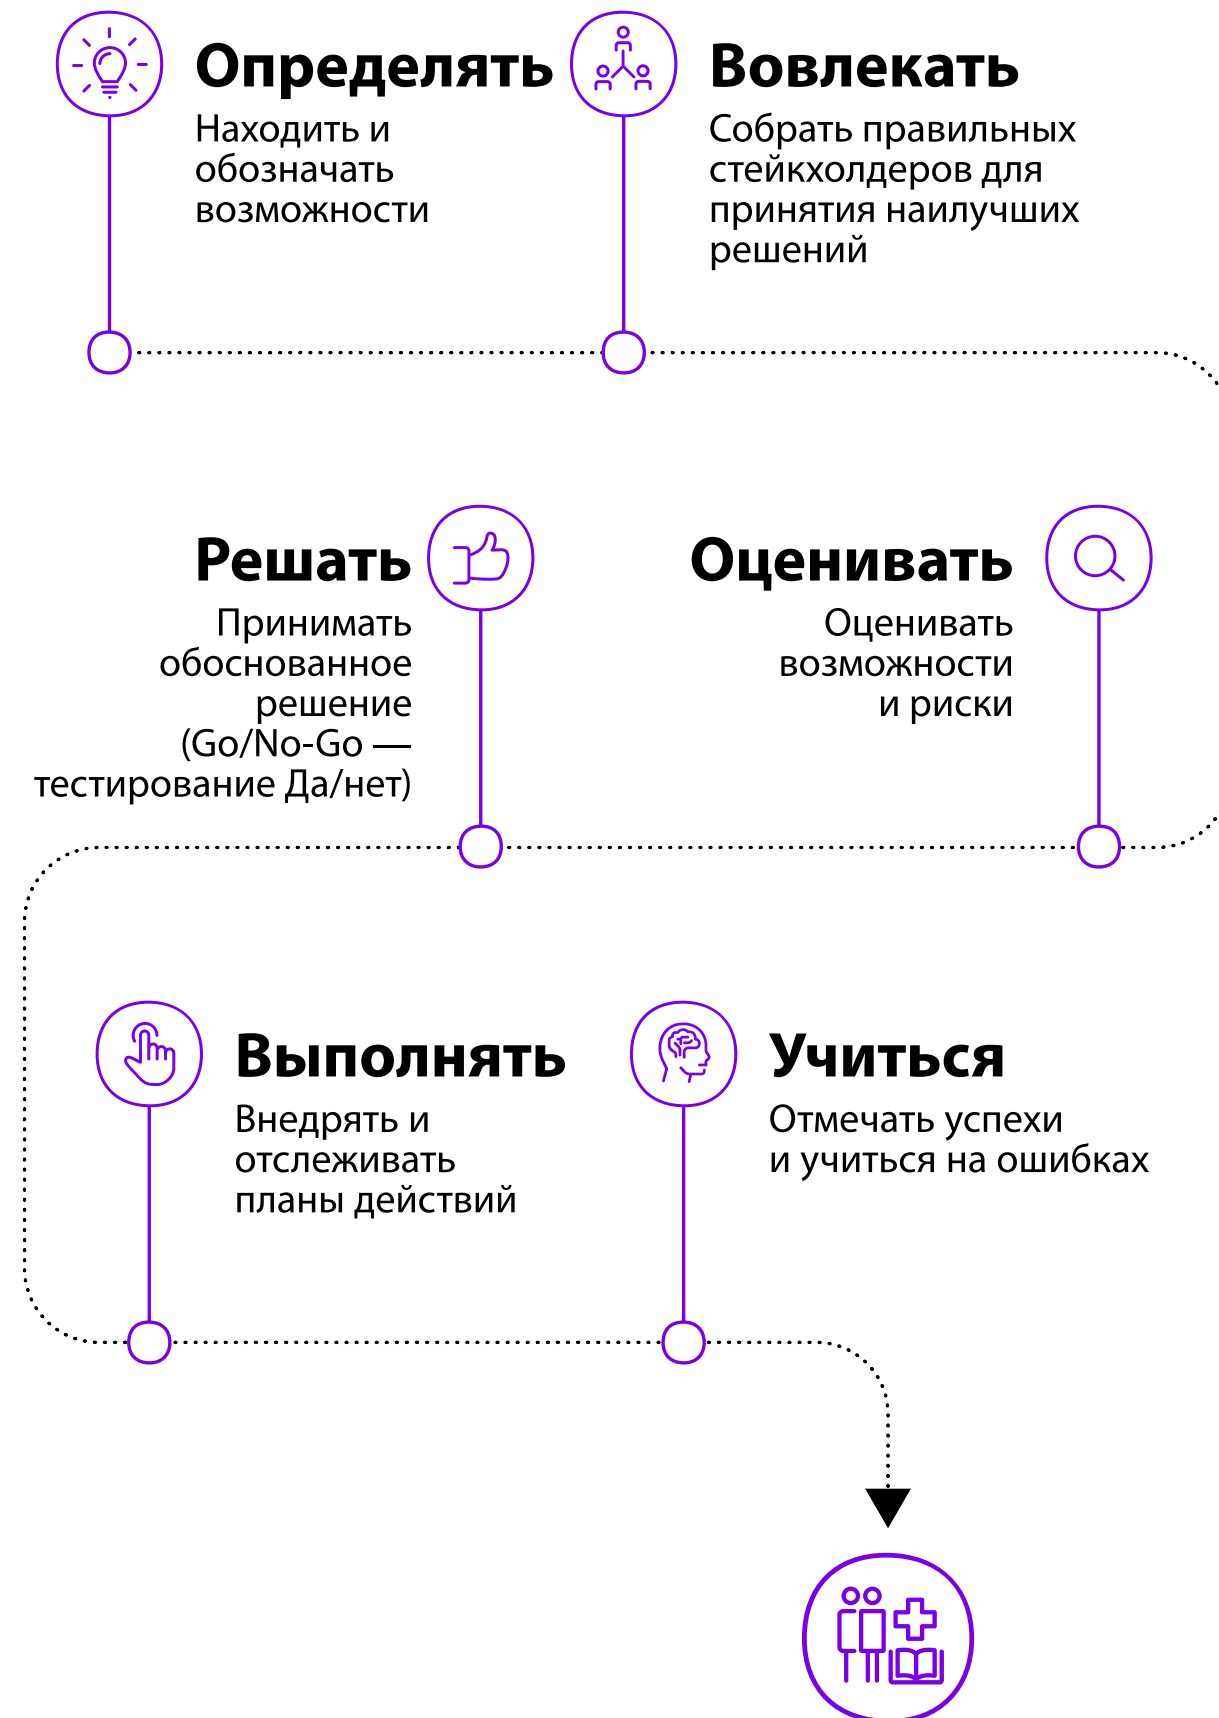 Определять
Находить и
обозначать
возможности
Вовлекать
Собрать правильных
стейкхолдеров для
принятия наилучших
решений
Оценивать
Оценивать
возможности
и риски
Решать
Принимать
обоснованное
решение
(Go/No-Go —
тестирование Да/нет)
Выполнять
Внедрять и
отслеживать
планы действий
Учиться
Отмечать успехи
и учиться на ошибках